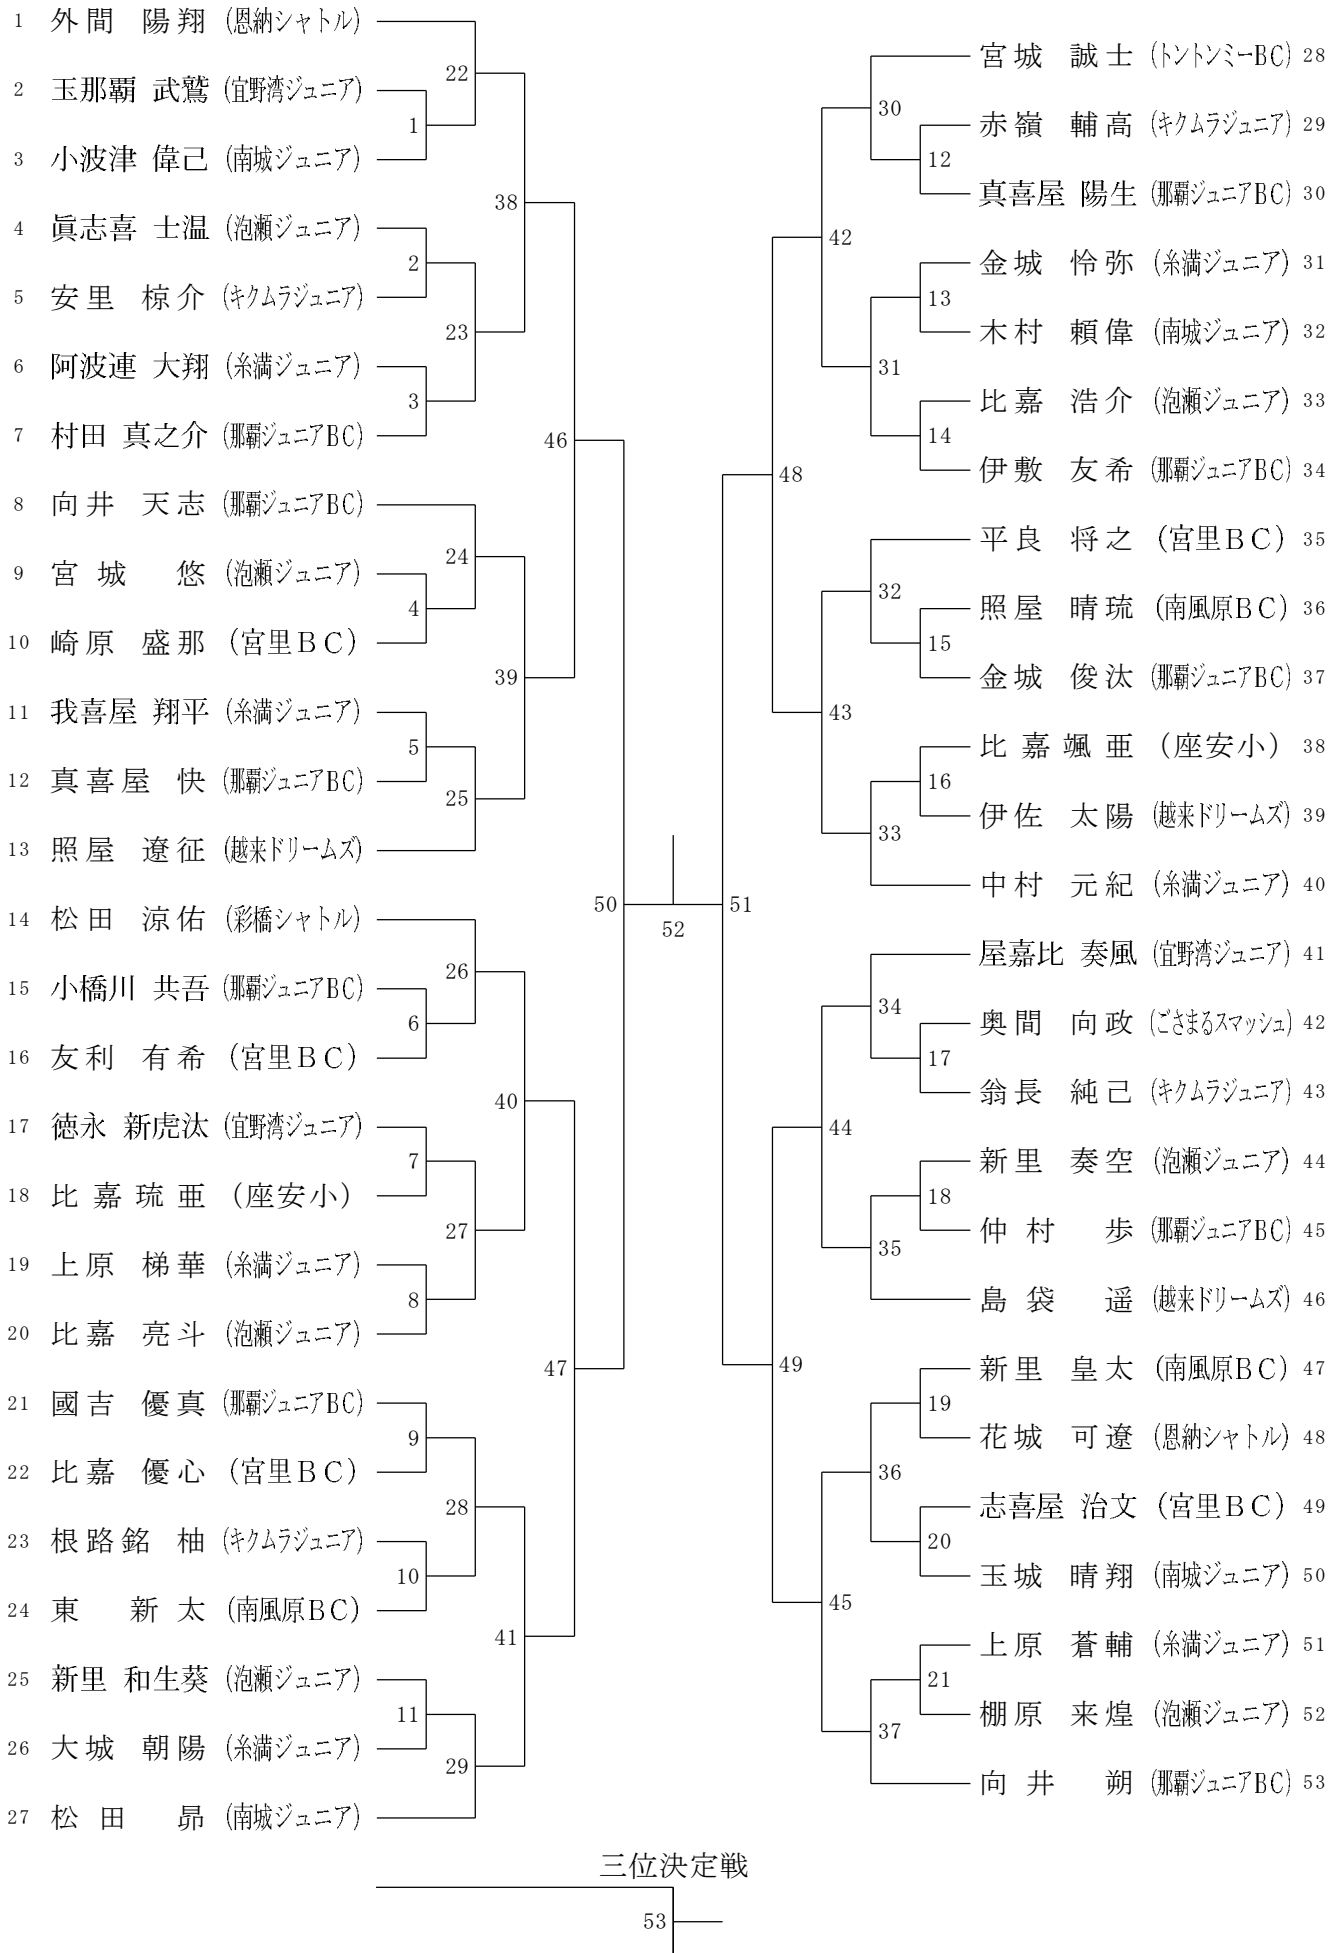 1 外間 陽翔 (恩納シャトル)
2 玉那覇 武鷲 (宜野湾ジュニア)
3 小波津 偉己 (南城ジュニア)
4 眞志喜 士温 (泡瀬ジュニア)
5 安里 椋介 (キクムラジュニア)
6 阿波連 大翔 (糸満ジュニア)
7 村田 真之介 (那覇ジュニアBC)
8 向井 天志 (那覇ジュニアBC)
9 宮城 悠 (泡瀬ジュニア)
10 崎原 盛那 (宮里BC)
11 我喜屋 翔平 (糸満ジュニア)
12 真喜屋 快 (那覇ジュニアBC)
13 照屋 遼征 (越来ドリームズ)
14 松田 涼佑 (彩橋シャトル)
15 小橋川 共吾 (那覇ジュニアBC)
16 友利 有希 (宮里BC)
17 徳永 新虎汰 (宜野湾ジュニア)
18 比嘉琉亜 (座安小)
19 上原 梯華 (糸満ジュニア)
20 比嘉 亮斗 (泡瀬ジュニア)
21 國吉 優真 (那覇ジュニアBC)
22 比嘉 優心 (宮里BC)
23 根路銘 柚 (キクムラジュニア)
24 東 新太 (南風原BC)
25 新里 和生葵 (泡瀬ジュニア)
26 大城 朝陽 (糸満ジュニア)
27 松田 昴 (南城ジュニア)
1
2
3
4
5
6
7
8
9
10
11
22
23
24
25
26
27
28
29
38
39
40
41
46
47
50
52
51
48
49
42
43
44
45
30
31
32
33
34
35
36
37
12
13
14
15
16
17
18
19
20
21
宮城 誠士 (トントンミーBC) 28
赤嶺 輔高 (キクムラジュニア) 29
真喜屋 陽生 (那覇ジュニアBC) 30
金城 怜弥 (糸満ジュニア) 31
木村 頼偉 (南城ジュニア) 32
比嘉 浩介 (泡瀬ジュニア) 33
伊敷 友希 (那覇ジュニアBC) 34
平良 将之 (宮里BC) 35
照屋 晴琉 (南風原BC) 36
金城 俊汰 (那覇ジュニアBC) 37
比嘉颯亜 (座安小) 38
伊佐 太陽 (越来ドリームズ) 39
中村 元紀 (糸満ジュニア) 40
屋嘉比 奏風 (宜野湾ジュニア) 41
奥間 向政 (ごさまるスマッシュ) 42
翁長 純己 (キクムラジュニア) 43
新里 奏空 (泡瀬ジュニア) 44
仲村 歩 (那覇ジュニアBC) 45
島袋 遥 (越来ドリームズ) 46
新里 皇太 (南風原BC) 47
花城 可遼 (恩納シャトル) 48
志喜屋 治文 (宮里BC) 49
玉城 晴翔 (南城ジュニア) 50
上原 蒼輔 (糸満ジュニア) 51
棚原 来煌 (泡瀬ジュニア) 52
向井 朔 (那覇ジュニアBC) 53
三位決定戦
53